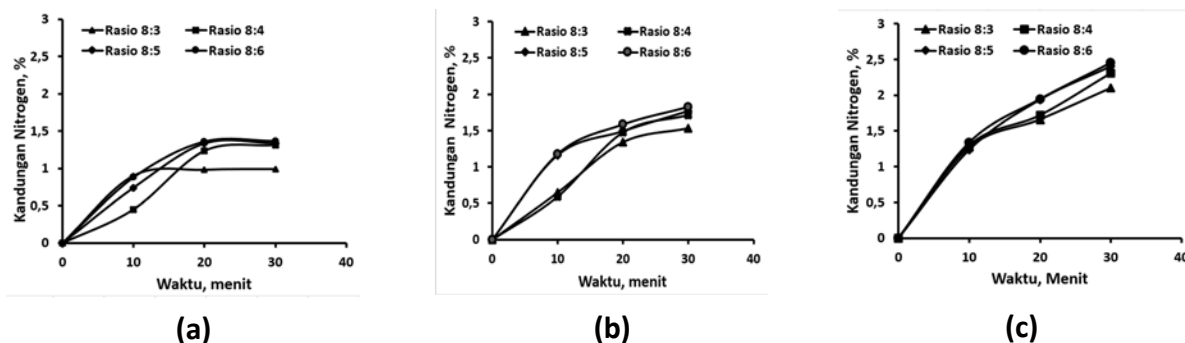 3
2,5
2
1,5
1
0,5
0
Kandungan Nitrogen, %
Rasio 8:3 Rasio 8:4
Rasio 8:5 Rasio 8:6
0 10 20 30 40
Waktu, menit
(a)
3
2,5
2
1,5
1
0,5
0
Kandungan Nitrogen, %
Rasio 8:3 Rasio 8:4
Rasio 8:5 Rasio 8:6
0 10 20 30 40
Waktu, menit
(b)
3
2,5
2
1,5
1
0,5
0
Kandungan Nitrogen, %
Rasio 8:3 Rasio 8:4
Rasio 8:5 Rasio 8:6
0 10 20 30 40
Waktu, Menit
(c)